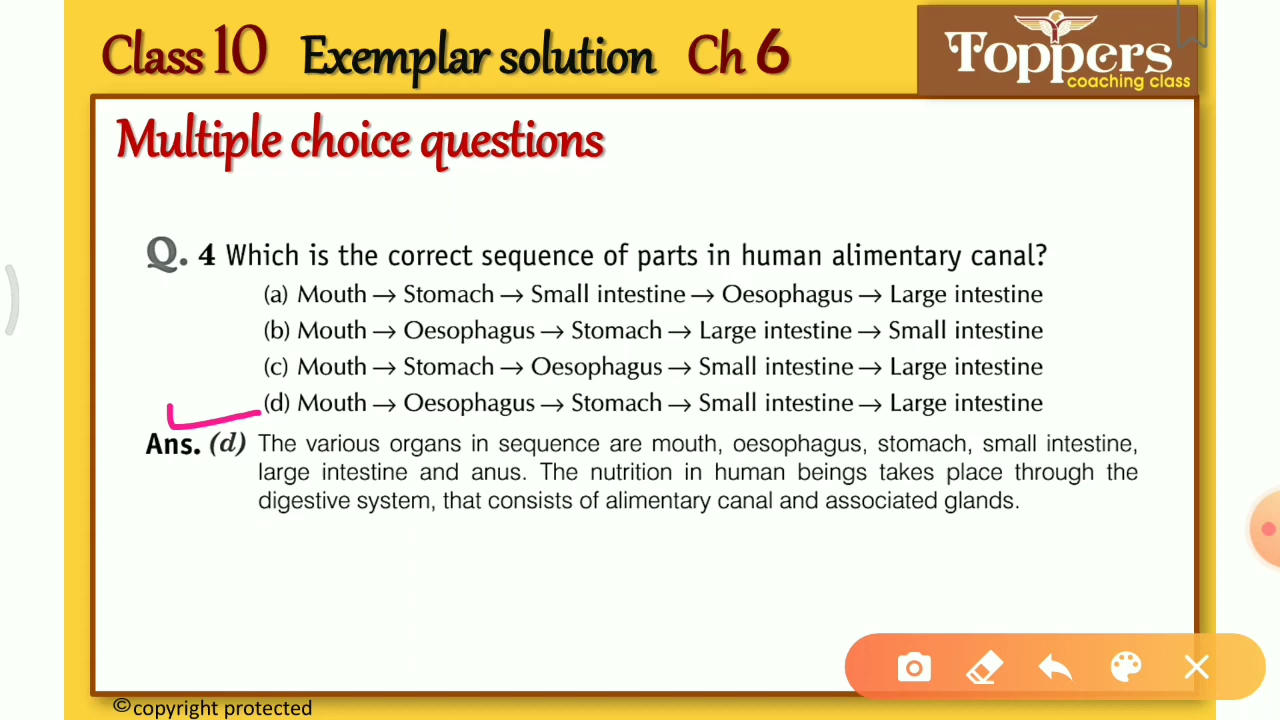 Class 10 Exemplar solution Ch 6
Toppers
coaching class
Multiple choice questions
Q. 4 Which is the correct sequence of parts in human alimentary canal?
(a) Mouth → Stomach → Small intestine → Oesophagus → Large intestine
(b) Mouth → Oesophagus → Stomach → Large intestine → Small intestine
(c) Mouth → Stomach → Oesophagus → Small intestine → Large intestine
(d) Mouth → Oesophagus → Stomach → Small intestine → Large intestine
Ans. (d) The various organs in sequence are mouth, oesophagus, stomach, small intestine,
large intestine and anus. The nutrition in human beings takes place through the
digestive system, that consists of alimentary canal and associated glands.
©copyright protected